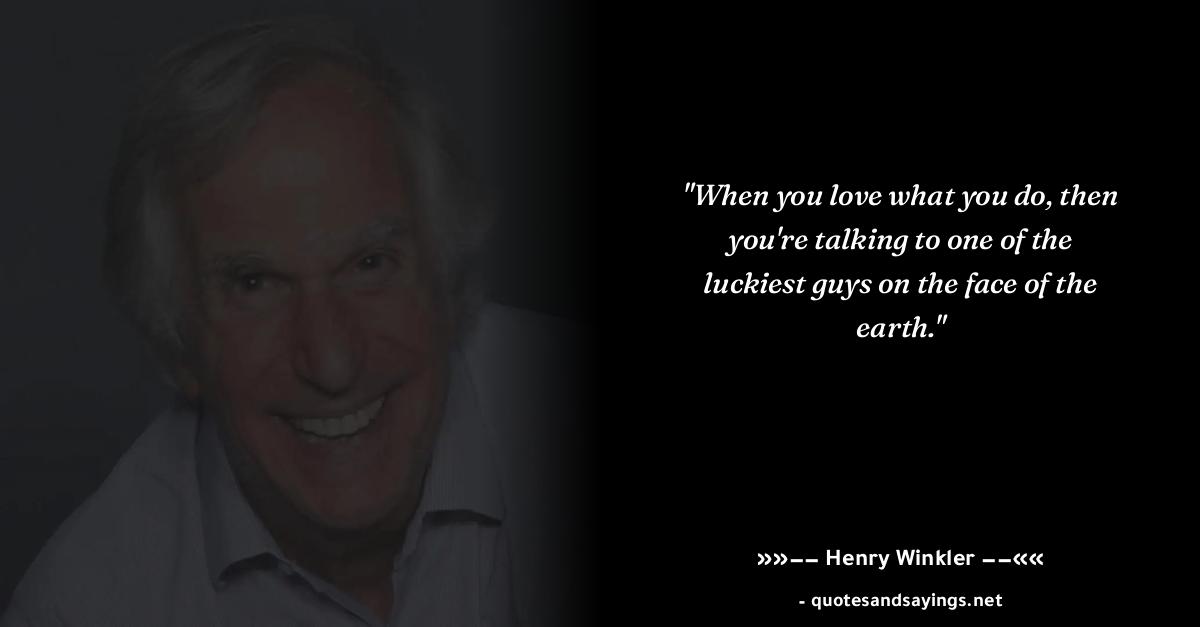 "When you love what you do, then
you're talking to one of the
luckiest guys on the face of the
earth."
»»–– Henry Winkler ––««
- quotesandsayings.net